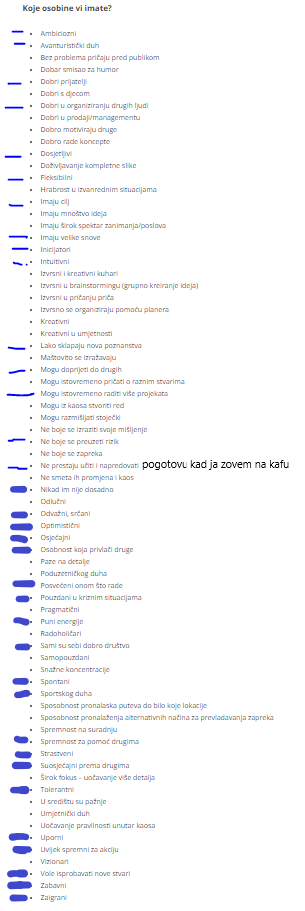 Koje osobine vi imate?
Ambiciozni
Avanturistički duh
Bez problema pričaju pred publikom
Dobar smisao za humor
Dobri prijatelji
Dobri s djecom
Dobri u organiziranju drugih ljudi
Dobri u prodaji/managementu
Dobro motiviraju druge
Dobro rade koncepte
Dosjetljivi
Doživljavanje kompletne slike
Fleksibilni
Hrabrost u izvanrednim situacijama
Imaju cilj
Imaju mnoštvo ideja
Imaju širok spektar zanimanja/poslova
Imaju velike snove
Inicijatori
Intuitivni
Izvrsni i kreativni kuhari
Izvrsni u brainstormingu (grupno kreiranje ideja)
Izvrsni u pričanju priča
Izvrsno se organiziraju pomoću planera
Kreativni
Kreativni u umjetnosti
Lako sklapaju nova poznanstva
Maštovito se izražavaju
Mogu doprijeti do drugih
Mogu istovremeno pričati o raznim stvarima
Mogu istovremeno raditi više projekata
Mogu iz kaosa stvoriti red
Mogu razmišljati stoječki
Ne boje se izraziti svoje mišljenje
Ne boje se preuzeti rizik
Ne boje se zapreka
Ne prestaju učiti i napredovati pogotovu kad ja zovem na kafu
Ne smeta ih promjena i kaos
Nikad im nije dosadno
Odlučni
Odvažni, srčani
Optimistični
Osjećajni
Osobnost koja privlači druge
Paze na detalje
Poduzetničkog duha
Posvećeni onom što rade
Pouzdani u kriznim situacijama
Pragmatični
Puni energije
Radoholičari
Sami su sebi dobro društvo
Samopouzdani
Snažne koncentracije
Spontani
Sportskog duha
Sposobnost pronalaska puteva do bilo koje lokacije
Sposobnost pronalaženja alternativnih načina za prevladavanja zapreka
Spremnost na suradnju
Spremnost za pomoć drugima
Strastveni
Suosjećajni prema drugima
Širok fokus – uočavanje više detalja
Tolerantni
U središtu su pažnje
Umjetnički duh
Uočavanje pravilnosti unutar kaosa
Uporni
Uvijek spremni za akciju
Vizionari
Vole isprobavati nove stvari
Zabavni
Zaigrani